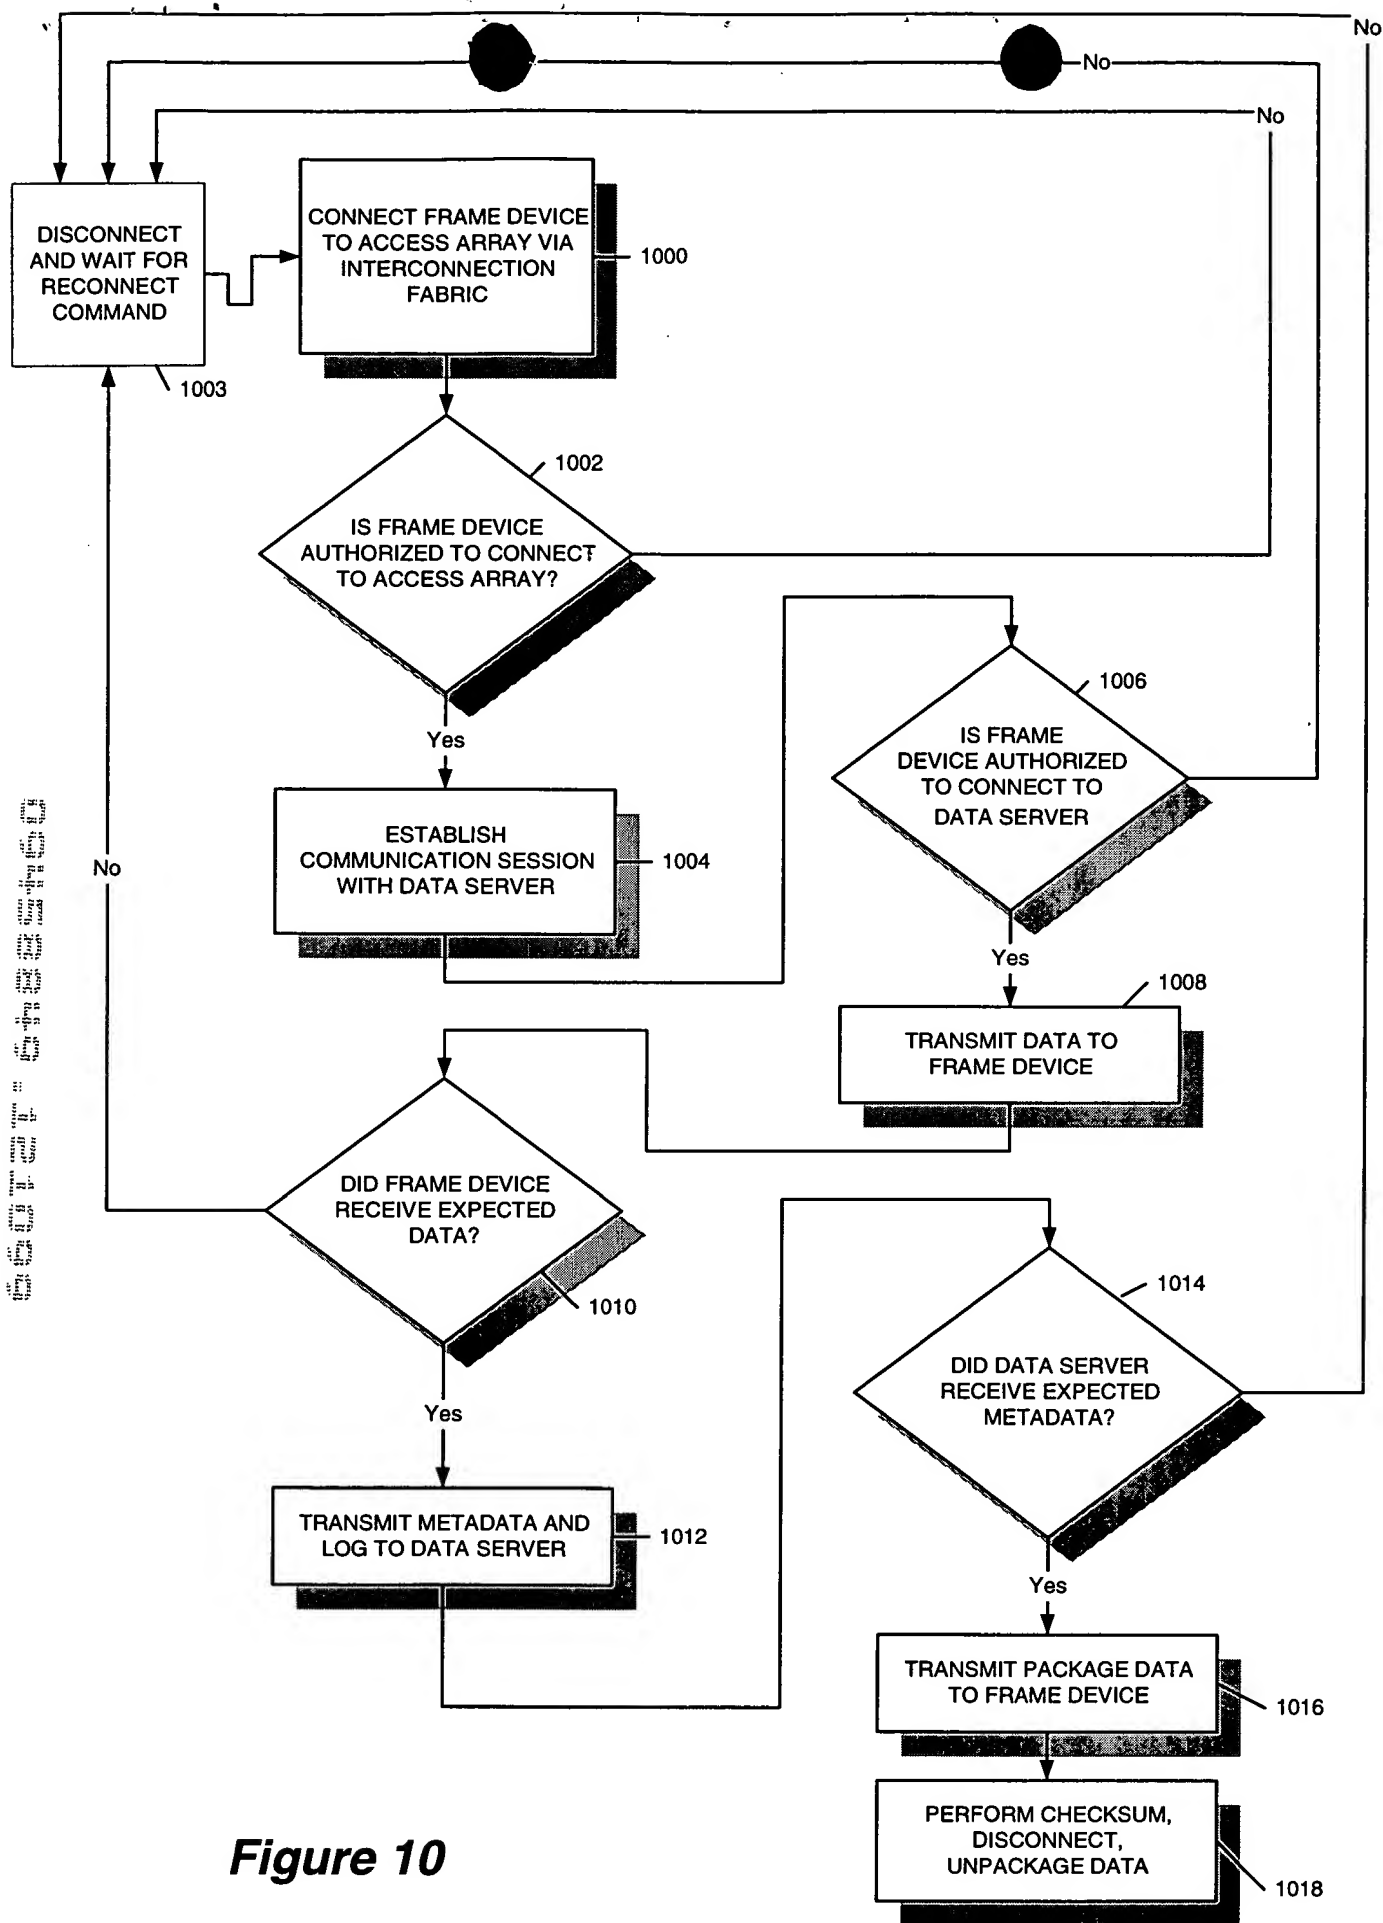 No
No
No
DISCONNECT
AND WAIT FOR
RECONNECT
COMMAND
1003
CONNECT FRAME DEVICE
TO ACCESS ARRAY VIA
INTERCONNECTION
FABRIC
1000
1002
IS FRAME DEVICE
AUTHORIZED TO CONNECT
TO ACCESS ARRAY?
Yes
1006
IS FRAME
DEVICE AUTHORIZED
TO CONNECT TO
DATA SERVER
ESTABLISH
COMMUNICATION SESSION
WITH DATA SERVER
1004
No
Yes
1008
TRANSMIT DATA TO
FRAME DEVICE
DID FRAME DEVICE
RECEIVE EXPECTED
DATA?
1010
1014
DID DATA SERVER
RECEIVE EXPECTED
METADATA?
Yes
TRANSMIT METADATA AND
LOG TO DATA SERVER
1012
Yes
TRANSMIT PACKAGE DATA
TO FRAME DEVICE
1016
PERFORM CHECKSUM,
DISCONNECT,
UNPACKAGE DATA
1018
Figure 10